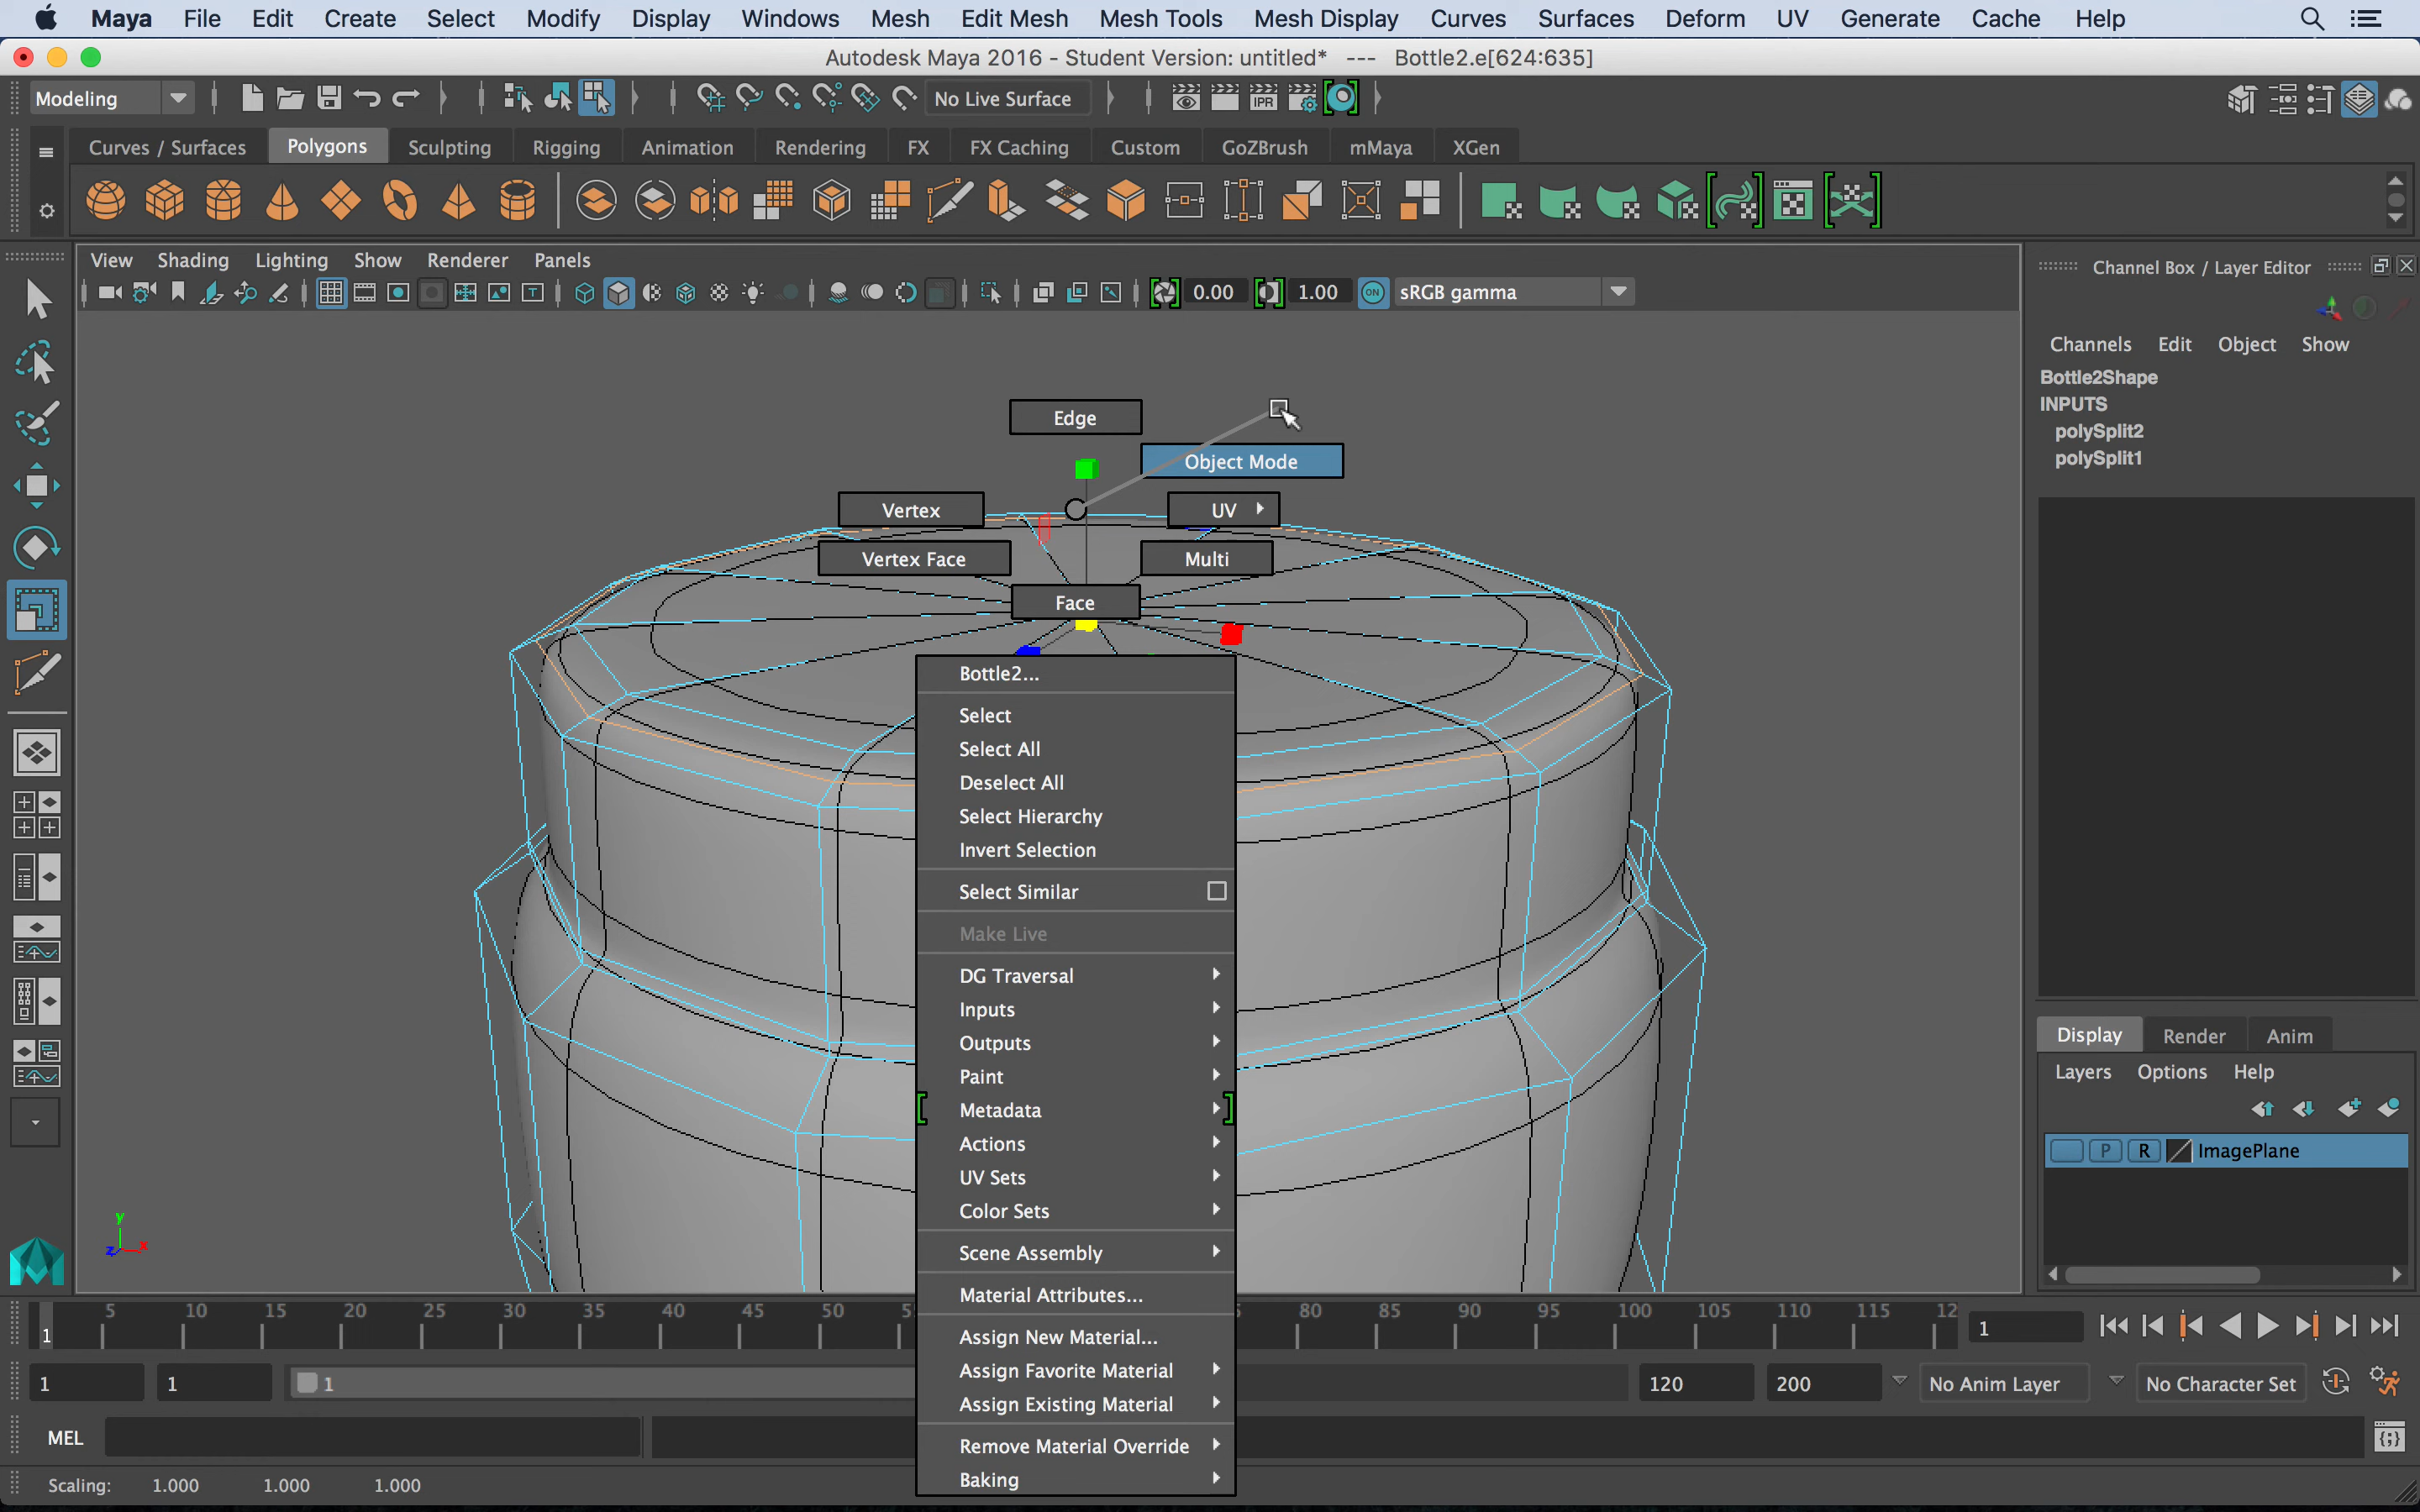 Maya File Edit Create Select Modify Display Windows Mesh Edit Mesh Mesh Tools Mesh Display Curves Surfaces Deform UV Generate Cache Help
Autodesk Maya 2016 - Student Version: untitled* --- Bottle2.e[624:635]
Modeling No Live Surface IPR
Curves / Surfaces Polygons Sculpting Rigging Animation Rendering FX FX Caching Custom GoZBrush mMaya XGen
View Shading Lighting Show Renderer Panels
0.00 1.00 ON sRGB gamma
Channel Box / Layer Editor
Channels Edit Object Show
Bottle2Shape
INPUTS
polySplit2
polySplit1
Edge
Object Mode
Vertex UV
Vertex Face Multi
Face
Bottle2...
Select
Select All
Deselect All
Select Hierarchy
Invert Selection
Select Similar
Make Live
DG Traversal
Inputs
Outputs
Paint
Metadata
Actions
UV Sets
Color Sets
Scene Assembly
Material Attributes...
Assign New Material...
Assign Favorite Material
Assign Existing Material
Remove Material Override
Baking
y
z x
Display Render Anim
Layers Options Help
P R ImagePlane
1 5 10 15 20 25 30 35 40 45 50 80 85 90 95 100 105 110 115 12
1
1 1 1 120 200 No Anim Layer No Character Set
MEL
Scaling: 1.000 1.000 1.000